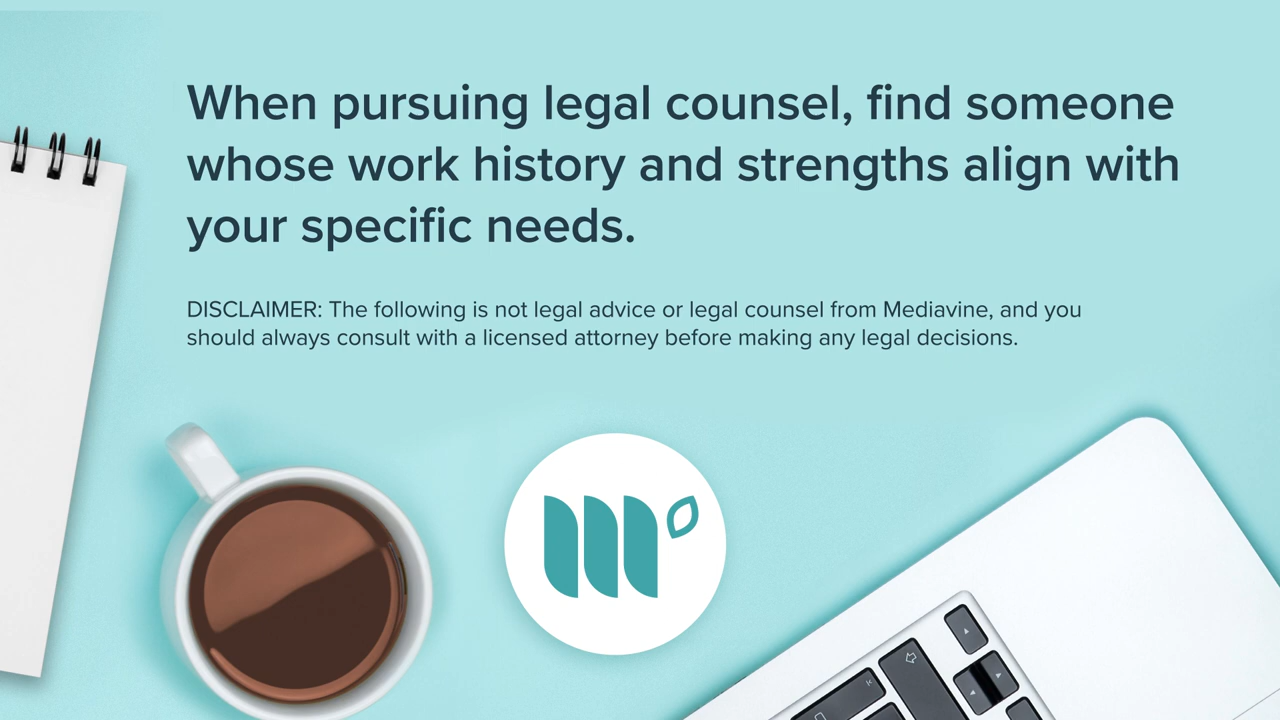 When pursuing legal counsel, find someone
whose work history and strengths align with
your specific needs.
DISCLAIMER: The following is not legal advice or legal counsel from Mediavine, and you
should always consult with a licensed attorney before making any legal decisions.